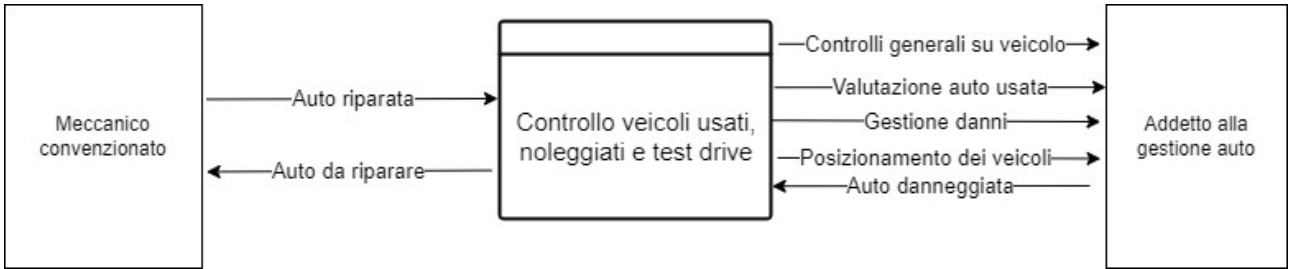 Meccanico
convenzionato
Auto riparata
Auto da riparare
Controllo veicoli usati,
noleggiati e test drive
Controlli generali su veicolo
Valutazione auto usata
Gestione danni
Posizionamento dei veicoli
Auto danneggiata
Addetto alla
gestione auto